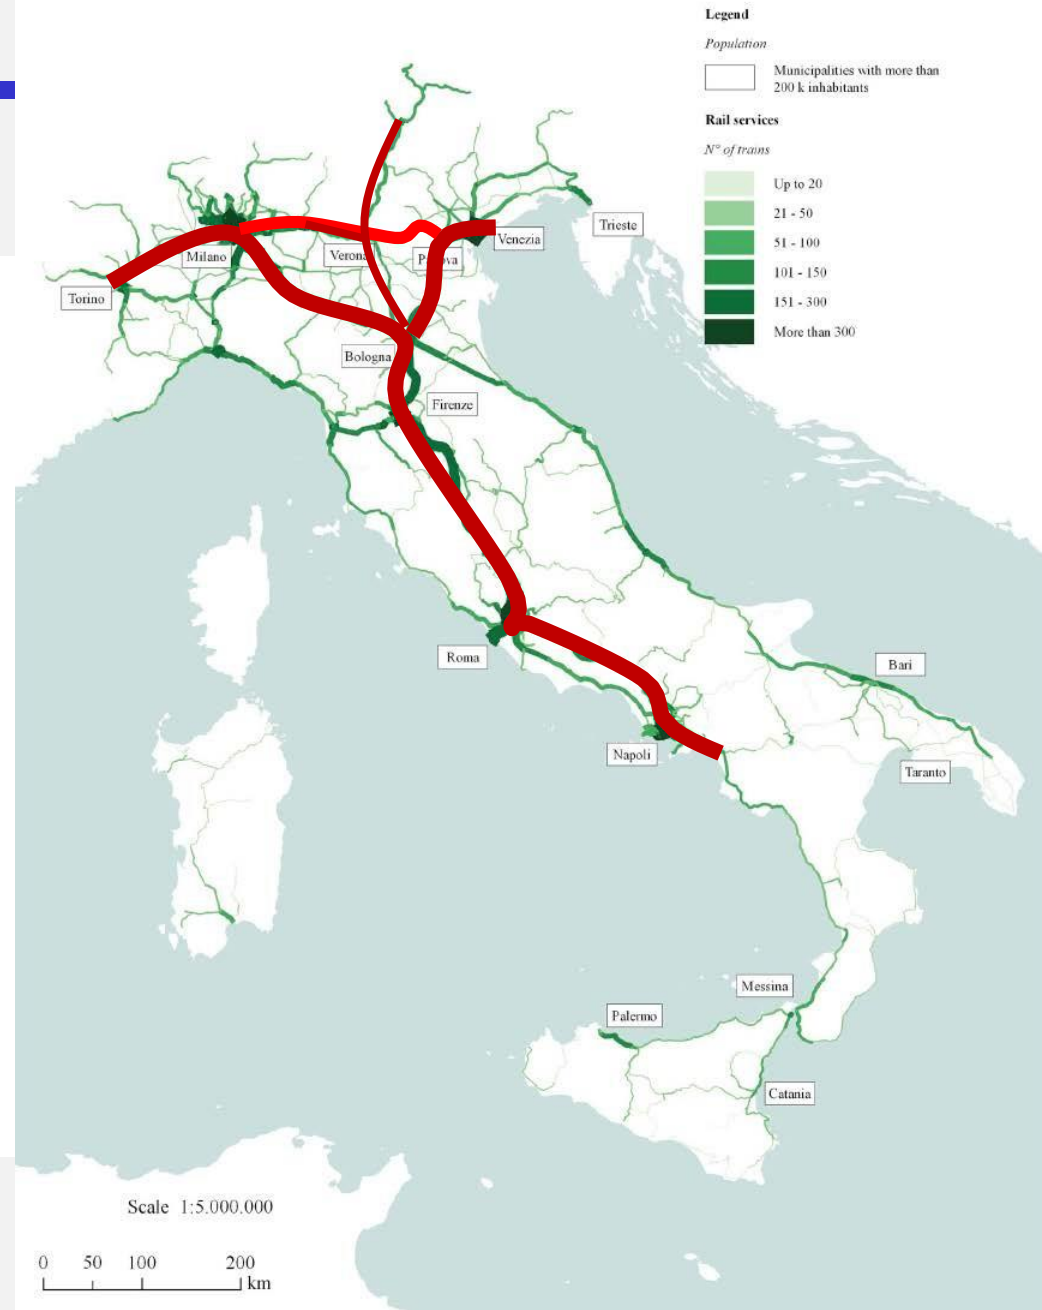 Legend
Population
Municipalities with more than
200 k inhabitants
Rail services
N° of trains
Up to 20
21 - 50
51 - 100
101 - 150
151 - 300
More than 300
Trieste
Venezia
Milano
Verona
Torino
Bologna
Firenze
Roma
Bari
Napoli
Taranto
Messina
Palermo
Catania
Scale 1:5.000.000
0 50 100 200
km